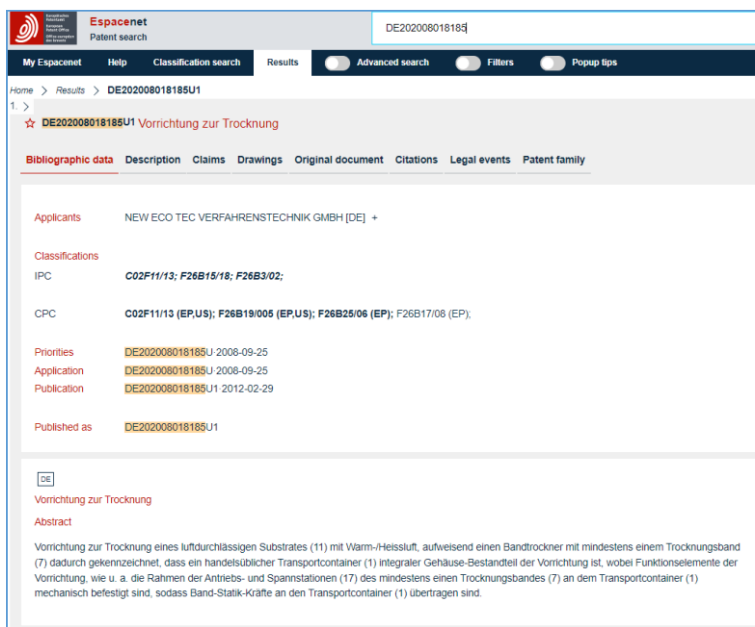 Espacenet
Patent search
DE202008018185
My Espacenet Help Classification search Results Advanced search Filters Popup tips
Home > Results > DE202008018185U1
1. >
☆ DE202008018185U1 Vorrichtung zur Trocknung
Bibliographic data Description Claims Drawings Original document Citations Legal events Patent family
Applicants NEW ECO TEC VERFAHRENSTECHNIK GMBH [DE] +
Classifications
IPC C02F11/13; F26B15/18; F26B3/02;
CPC C02F11/13 (EP,US); F26B19/005 (EP,US); F26B25/06 (EP); F26B17/08 (EP);
Priorities DE202008018185U·2008-09-25
Application DE202008018185U·2008-09-25
Publication DE202008018185U1·2012-02-29
Published as DE202008018185U1
DE
Vorrichtung zur Trocknung
Abstract
Vorrichtung zur Trocknung eines luftdurchlässigen Substrates (11) mit Warm-/Heissluft, aufweisend einen Bandtrockner mit mindestens einem Trocknungsband
(7) dadurch gekennzeichnet, dass ein handelsüblicher Transportcontainer (1) integraler Gehäuse-Bestandteil der Vorrichtung ist, wobei Funktionselemente der
Vorrichtung, wie u. a. die Rahmen der Antriebs- und Spannstationen (17) des mindestens einen Trocknungsbandes (7) an dem Transportcontainer (1)
mechanisch befestigt sind, sodass Band-Statik-Kräfte an den Transportcontainer (1) übertragen sind.